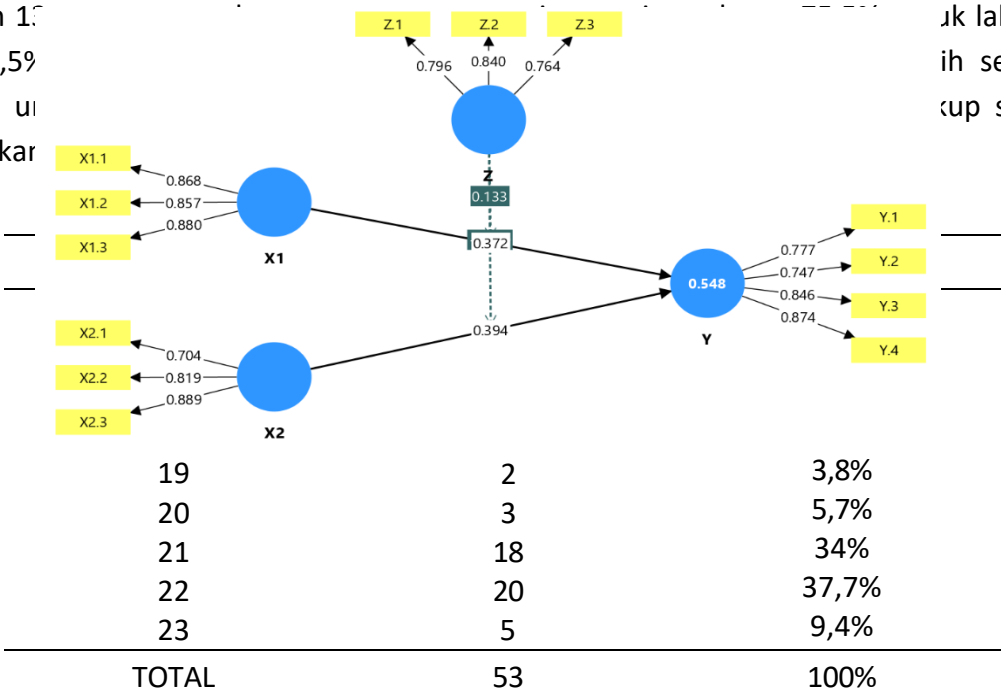 Z.1 Z.2 Z.3
,5%
0.796 0.840 0.764
X1.1
0.868
X1.2
0.857
X1.3
0.880
X1
Z
0.133
0.372
0.394
X2.1
0.704
X2.2
0.819
X2.3
0.889
X2
0.548
Y
Y.1
0.777
Y.2
0.747
Y.3
0.846
Y.4
0.874
19 2 3,8%
20 3 5,7%
21 18 34%
22 20 37,7%
23 5 9,4%
TOTAL 53 100%